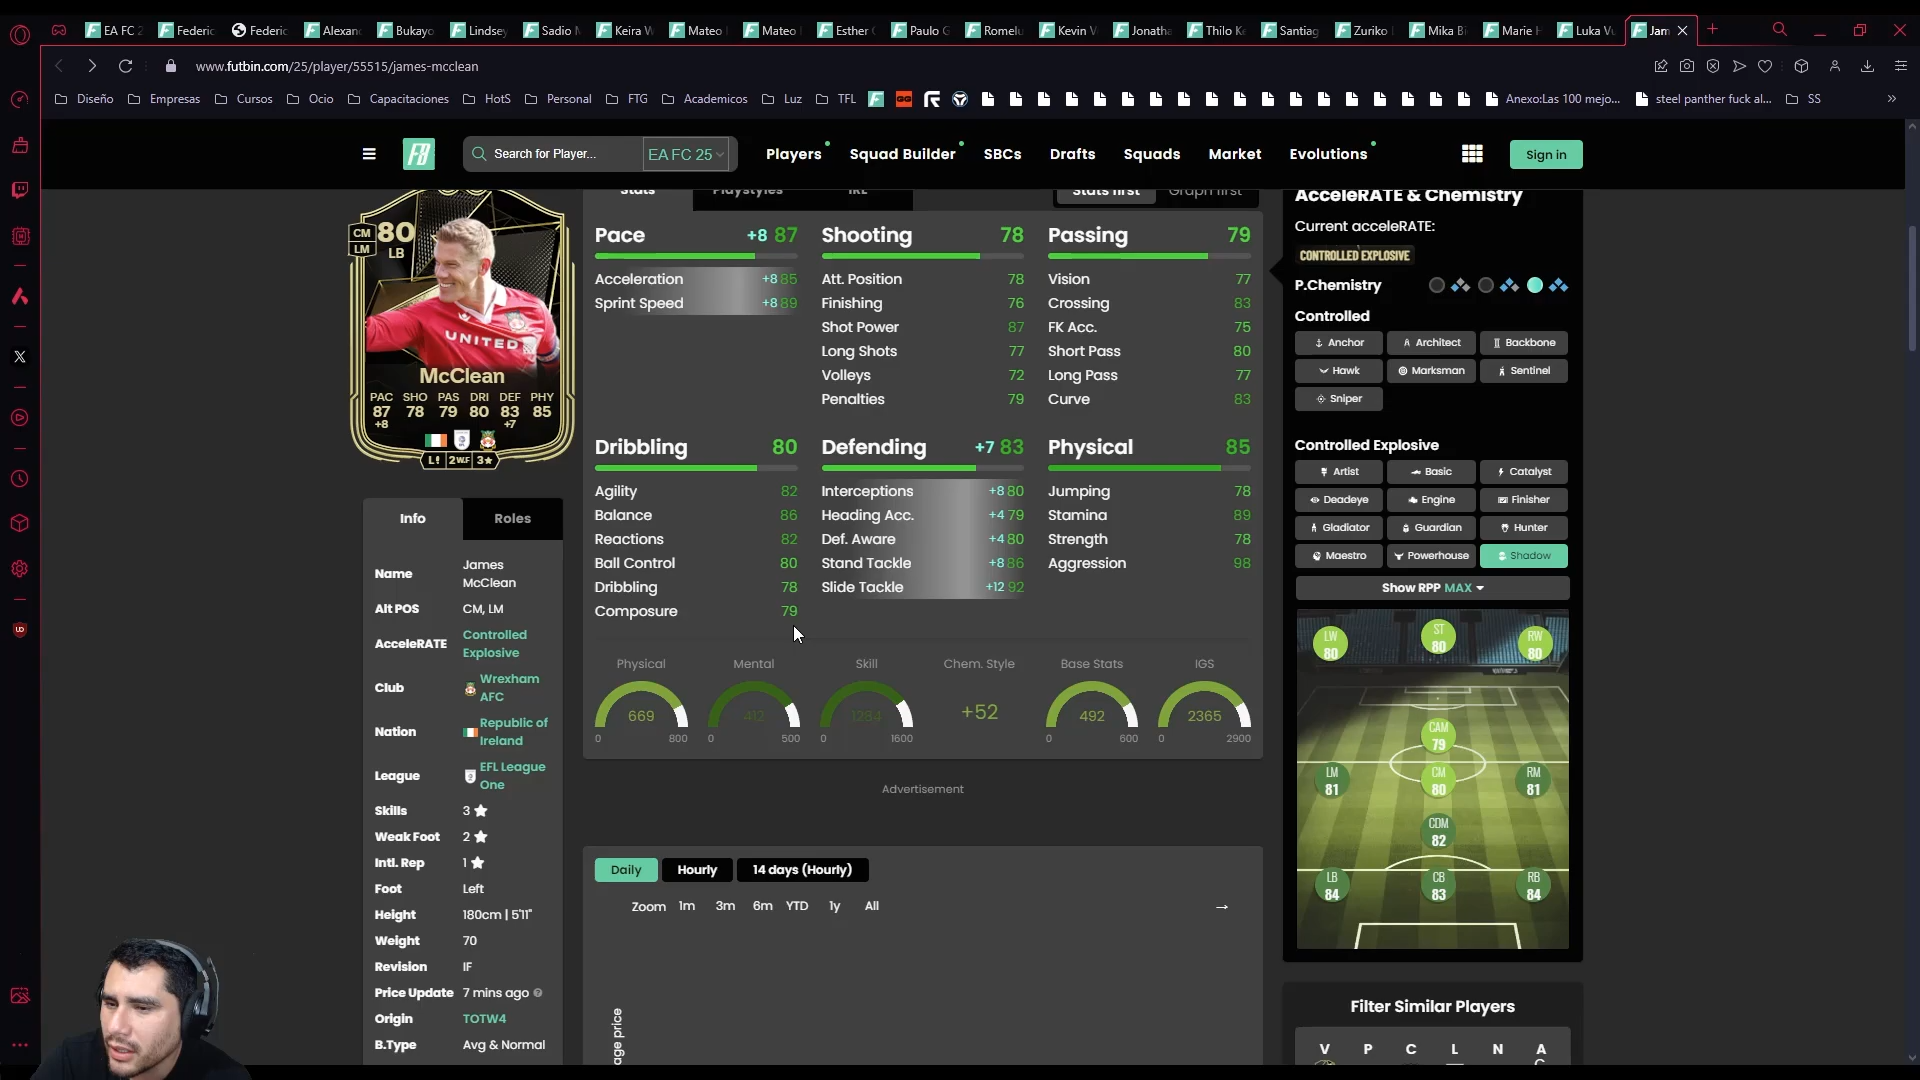 EA FC 2
Federic
Federic
Alexan
Bukayo
Lindsey
Sadio M
Keira W
Mateo
Mateo
Esther
Paulo G
Romelu
Kevin V
Jonatha
Thilo Ke
Santiag
Zuriko
Mika Bi
Marie H
Luka Vu
Jam
www.futbin.com/25/player/55515/james-mcclean
Diseño Empresas Cursos Ocio Capacitaciones HotS Personal FTG Academicos Luz TFL Anexo:Las 100 mejo... steel panther fuck al... SS
FB Search for Player... EA FC 25 Players Squad Builder SBCs Drafts Squads Market Evolutions Sign in
Stats Playstyles IRL Stats first Graph first
CM 80
LM LB
UNITED
McClean
PAC SHO PAS DRI DEF PHY
87 78 79 80 83 85
+8 +7
L 2 W.F 3★
Info Roles
Name James McClean
Alt POS CM, LM
AcceleRATE Controlled Explosive
Club Wrexham AFC
Nation Republic of Ireland
League EFL League One
Skills 3
Weak Foot 2
Intl. Rep 1
Foot Left
Height 180cm | 5'11"
Weight 70
Revision IF
Price Update 7 mins ago
Origin TOTW4
B.Type Avg & Normal
Pace +8 87
Acceleration +8 85
Sprint Speed +8 89
Shooting 78
Att. Position 78
Finishing 76
Shot Power 87
Long Shots 77
Volleys 72
Penalties 79
Passing 79
Vision 77
Crossing 83
FK Acc. 75
Short Pass 80
Long Pass 77
Curve 83
Dribbling 80
Agility 82
Balance 86
Reactions 82
Ball Control 80
Dribbling 78
Composure 79
Defending +7 83
Interceptions +8 80
Heading Acc. +4 79
Def. Aware +4 80
Stand Tackle +8 86
Slide Tackle +12 92
Physical 85
Jumping 78
Stamina 89
Strength 78
Aggression 98
Physical Mental Skill Chem. Style Base Stats IGS
669 412 1284 +52 492 2365
0 800 0 500 0 1600 0 600 0 2900
Advertisement
Daily Hourly 14 days (Hourly)
Zoom 1m 3m 6m YTD 1y All →
age price
AcceleRATE & Chemistry
Current acceleRATE:
CONTROLLED EXPLOSIVE
P.Chemistry
Controlled
Anchor Architect Backbone
Hawk Marksman Sentinel
Sniper
Controlled Explosive
Artist Basic Catalyst
Deadeye Engine Finisher
Gladiator Guardian Hunter
Maestro Powerhouse Shadow
Show RPP MAX
LW 80
ST 80
RW 80
CAM 79
LM 81
CM 80
RM 81
CDM 82
LB 84
CB 83
RB 84
Filter Similar Players
V P C L N A